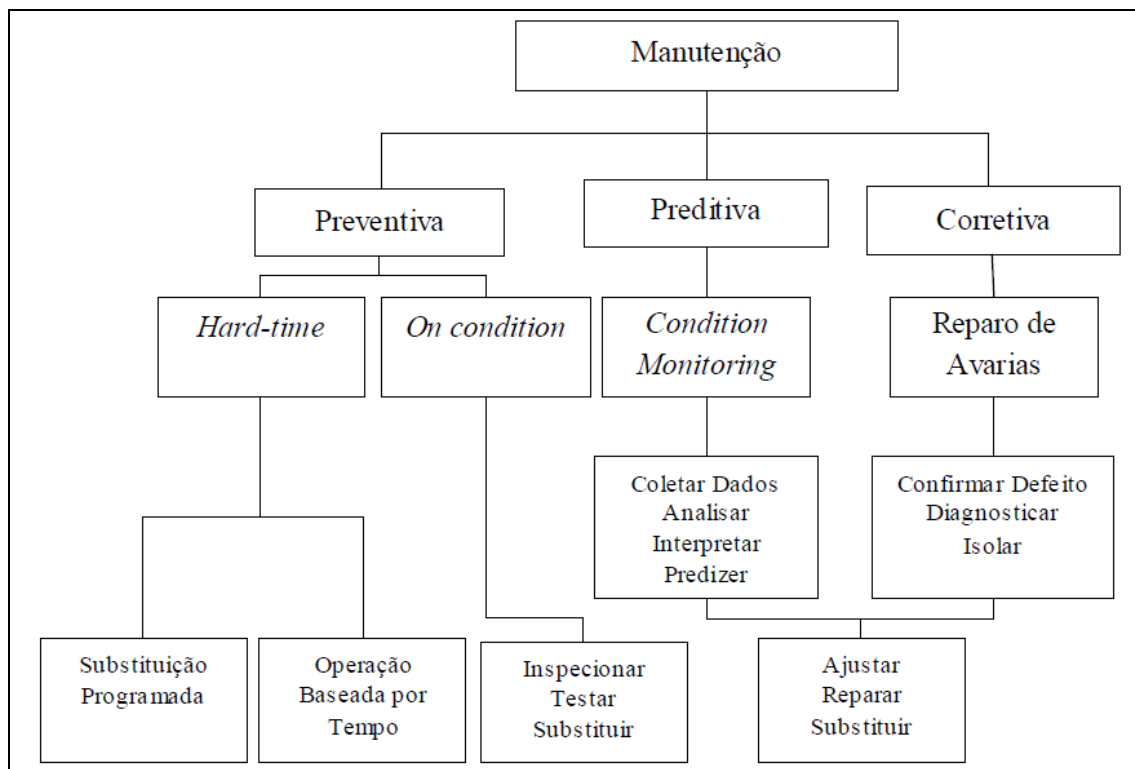 Manutenção
Preventiva
Preditiva
Corretiva
Hard-time
On condition
Condition
Monitoring
Reparo de
Avarias
Coletar Dados
Analisar
Interpretar
Predizer
Confirmar Defeito
Diagnosticar
Isolar
Substituição
Programada
Operação
Baseada por
Tempo
Inspecionar
Testar
Substituir
Ajustar
Reparar
Substituir